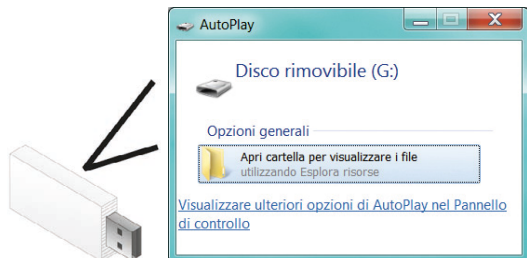 AutoPlay
Disco rimovibile (G:)
Opzioni generali
Apri cartella per visualizzare i file
utilizzando Esplora risorse
Visualizzare ulteriori opzioni di AutoPlay nel Pannello
di controllo